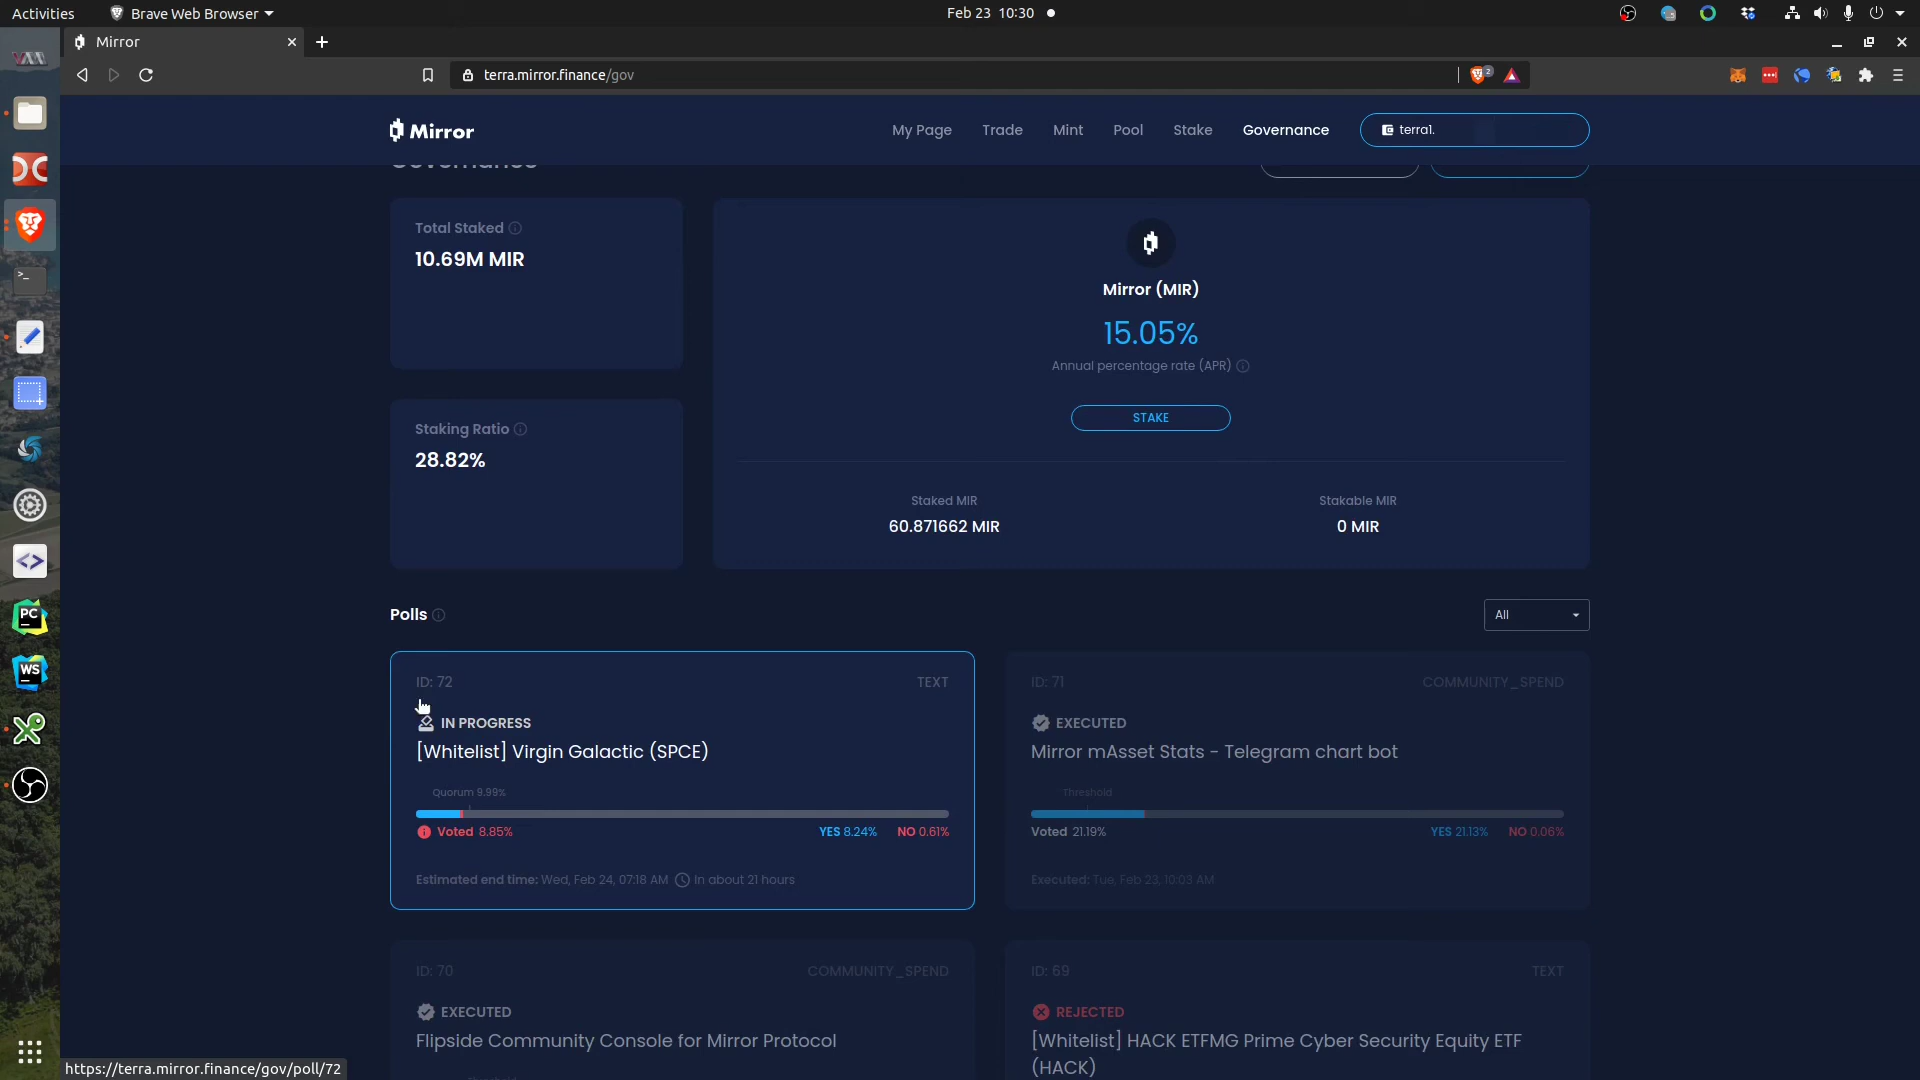 Activities
Brave Web Browser
Feb 23 10:30
Mirror
terra.mirror.finance/gov
2
Mirror
My Page
Trade
Mint
Pool
Stake
Governance
terra1.
Governance
Total Staked
10.69M MIR
Mirror (MIR)
15.05%
Annual percentage rate (APR)
STAKE
Staking Ratio
28.82%
Staked MIR
60.871662 MIR
Stakable MIR
0 MIR
Polls
All
ID: 72
TEXT
IN PROGRESS
[Whitelist] Virgin Galactic (SPCE)
Quorum 9.99%
Voted 8.85%
YES 8.24%
NO 0.61%
Estimated end time: Wed, Feb 24, 07:18 AM
In about 21 hours
ID: 71
COMMUNITY_SPEND
EXECUTED
Mirror mAsset Stats - Telegram chart bot
Threshold
Voted 21.19%
YES 21.13%
NO 0.06%
Executed: Tue, Feb 23, 10:03 AM
ID: 70
COMMUNITY_SPEND
EXECUTED
Flipside Community Console for Mirror Protocol
ID: 69
TEXT
REJECTED
[Whitelist] HACK ETFMG Prime Cyber Security Equity ETF
(HACK)
PC
WS
https://terra.mirror.finance/gov/poll/72